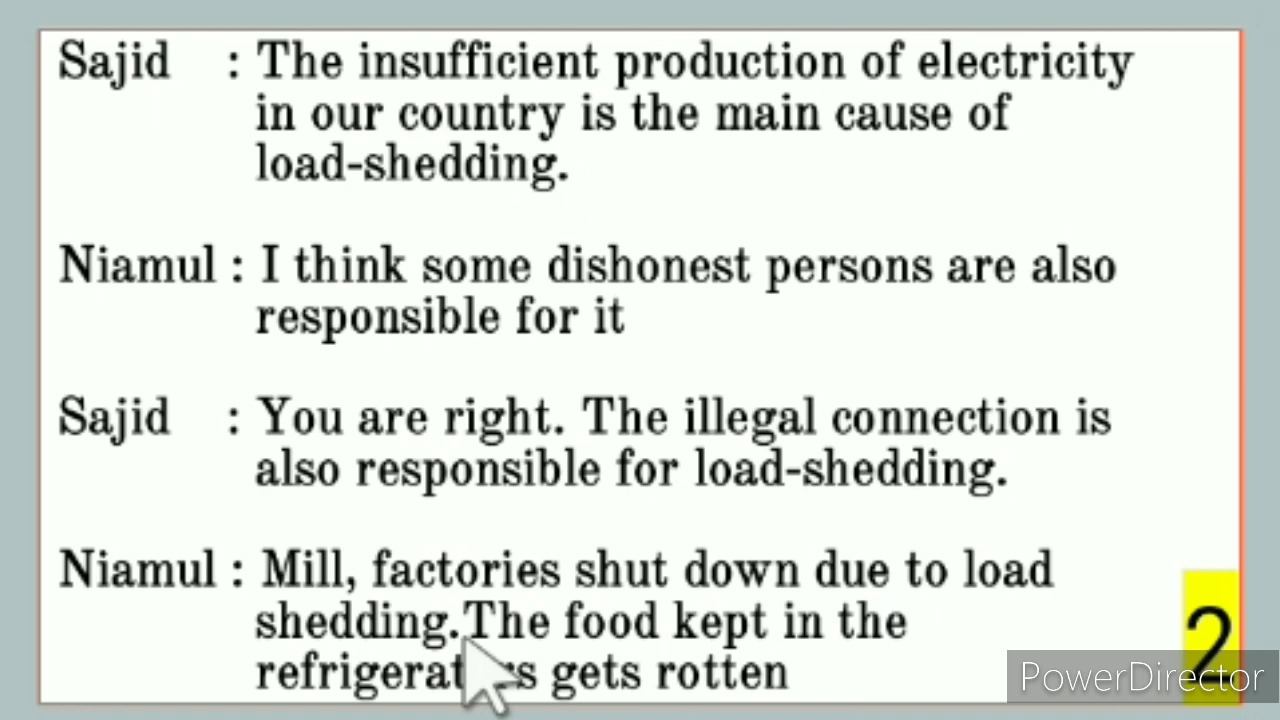 Sajid : The insufficient production of electricity
in our country is the main cause of
load-shedding.
Niamul : I think some dishonest persons are also
responsible for it
Sajid : You are right. The illegal connection is
also responsible for load-shedding.
Niamul : Mill, factories shut down due to load
shedding.The food kept in the
refrigerators gets rotten
2
PowerDirector